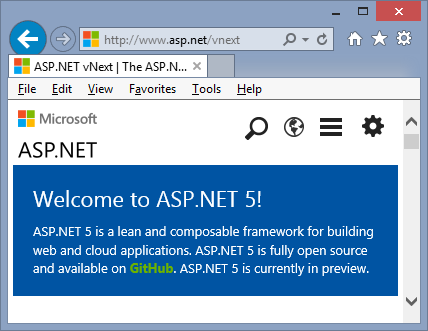 http://www.asp.net/vnext
ASP.NET vNext | The ASP.N...
File Edit View Favorites Tools Help
Microsoft
ASP.NET
Welcome to ASP.NET 5!
ASP.NET 5 is a lean and composable framework for building
web and cloud applications. ASP.NET 5 is fully open source
and available on GitHub. ASP.NET 5 is currently in preview.